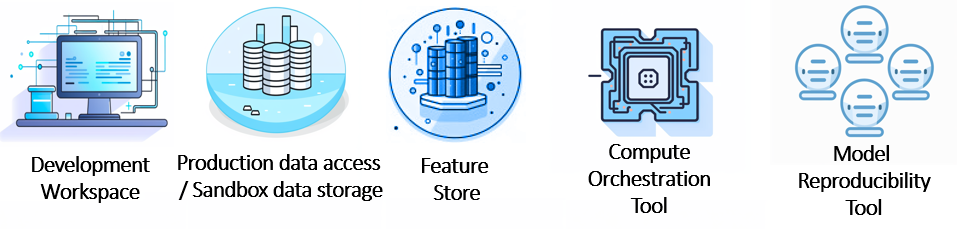 Development
Workspace
Production data access
/ Sandbox data storage
Feature
Store
Compute
Orchestration
Tool
Model
Reproducibility
Tool